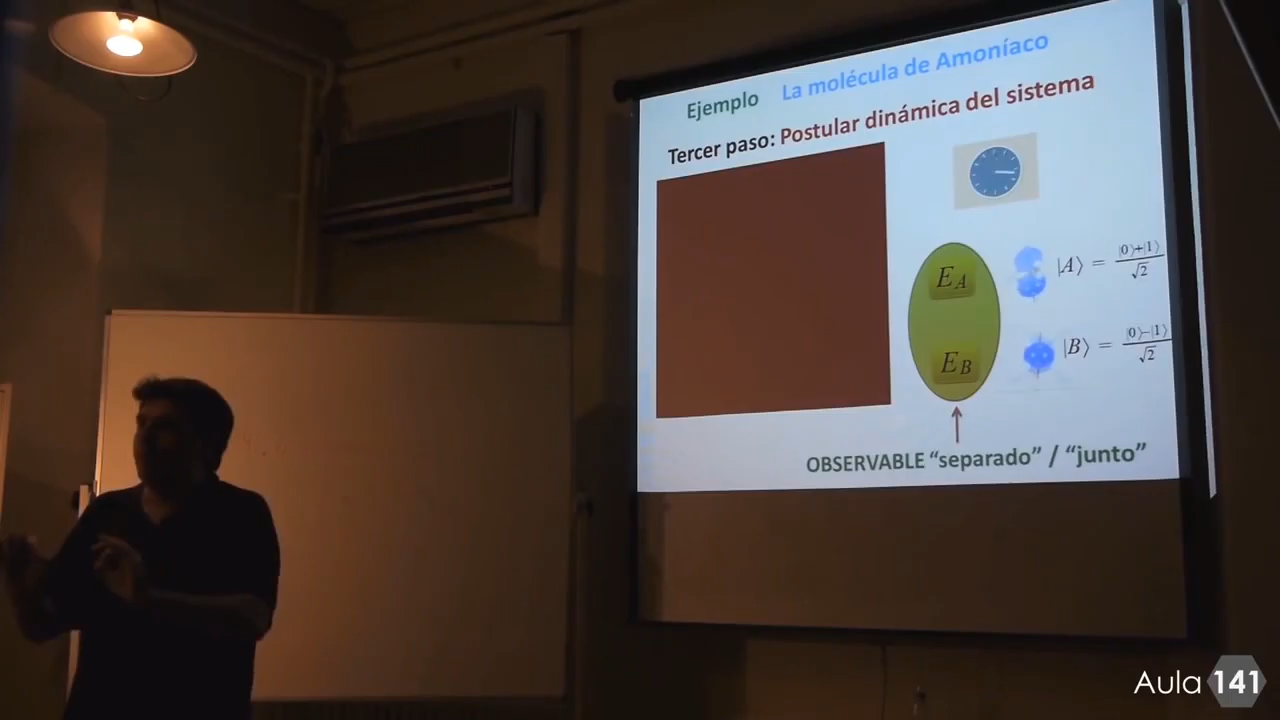 Ejemplo La molécula de Amoníaco
Tercer paso: Postular dinámica del sistema
E_A
|A⟩ = |0⟩+|1⟩ / √2
E_B
|B⟩ = |0⟩-|1⟩ / √2
OBSERVABLE “separado” / “junto”
Aula 141